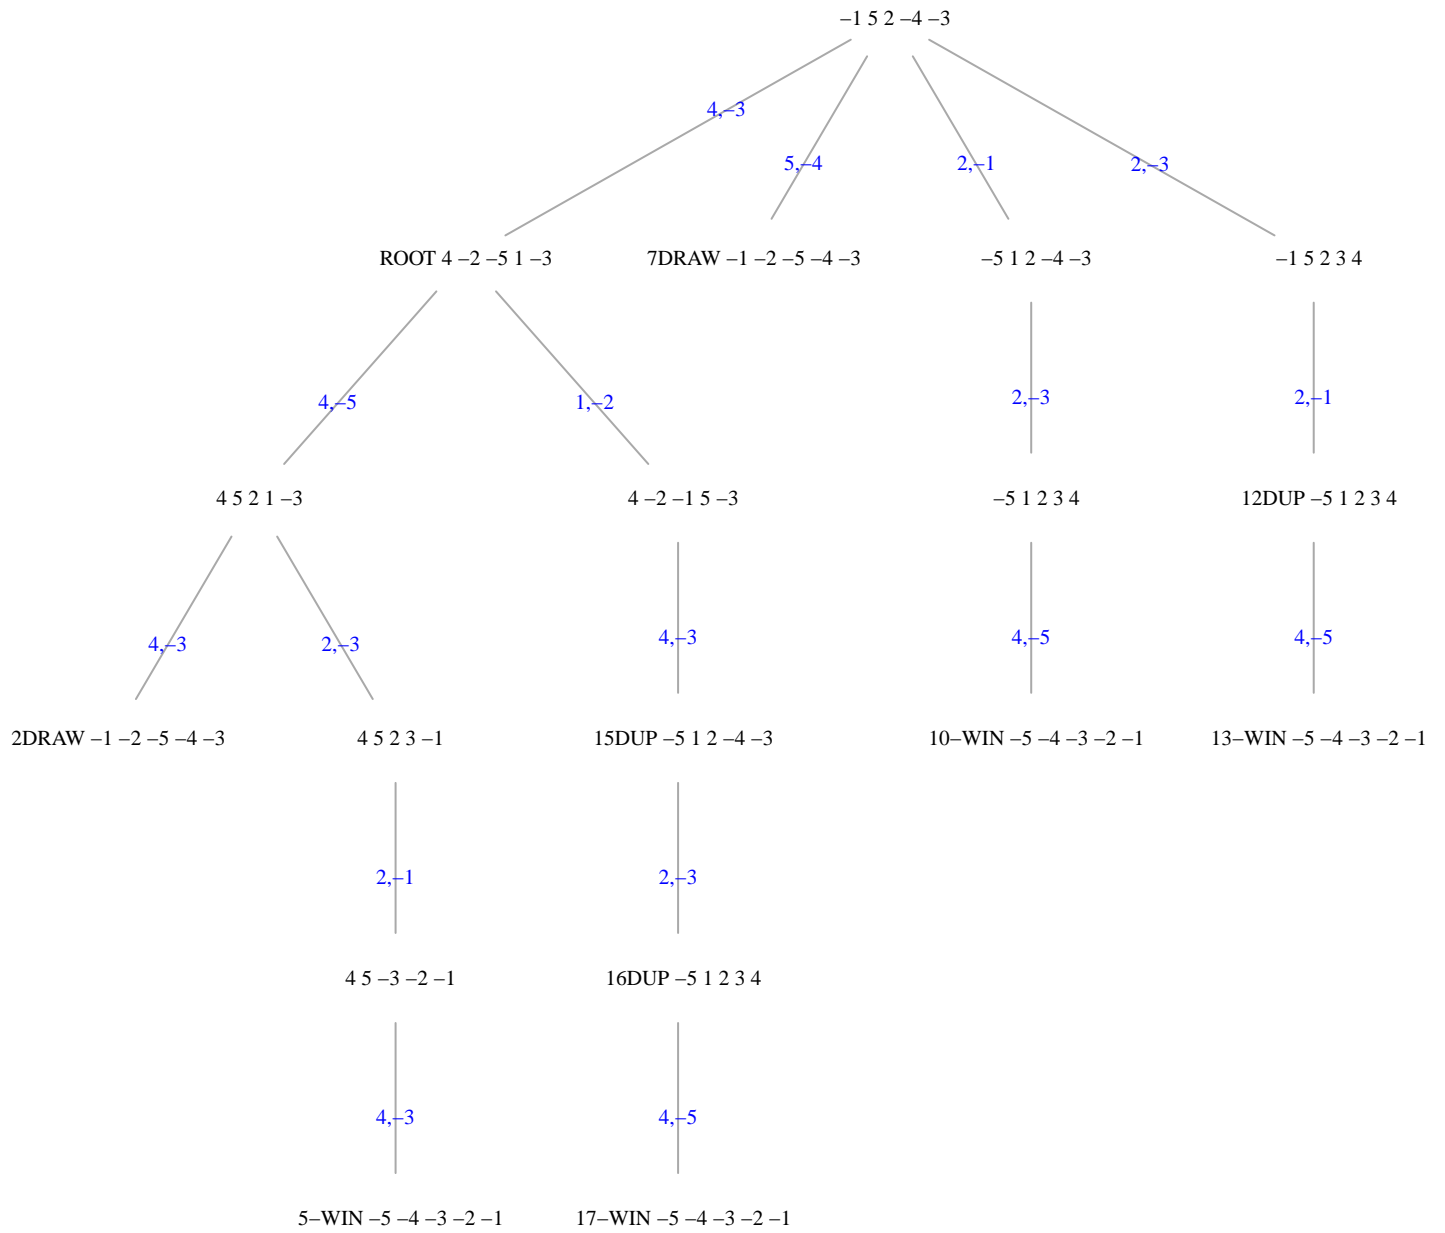 –1 5 2 –4 –3
4,–3
5,–4
2,–1
2,–3
ROOT 4 –2 –5 1 –3
7DRAW –1 –2 –5 –4 –3
–5 1 2 –4 –3
–1 5 2 3 4
4,–5
1,–2
2,–3
2,–1
4 5 2 1 –3
4 –2 –1 5 –3
–5 1 2 3 4
12DUP –5 1 2 3 4
4,–3
2,–3
4,–3
4,–5
4,–5
2DRAW –1 –2 –5 –4 –3
4 5 2 3 –1
15DUP –5 1 2 –4 –3
10–WIN –5 –4 –3 –2 –1
13–WIN –5 –4 –3 –2 –1
2,–1
2,–3
4 5 –3 –2 –1
16DUP –5 1 2 3 4
4,–3
4,–5
5–WIN –5 –4 –3 –2 –1
17–WIN –5 –4 –3 –2 –1